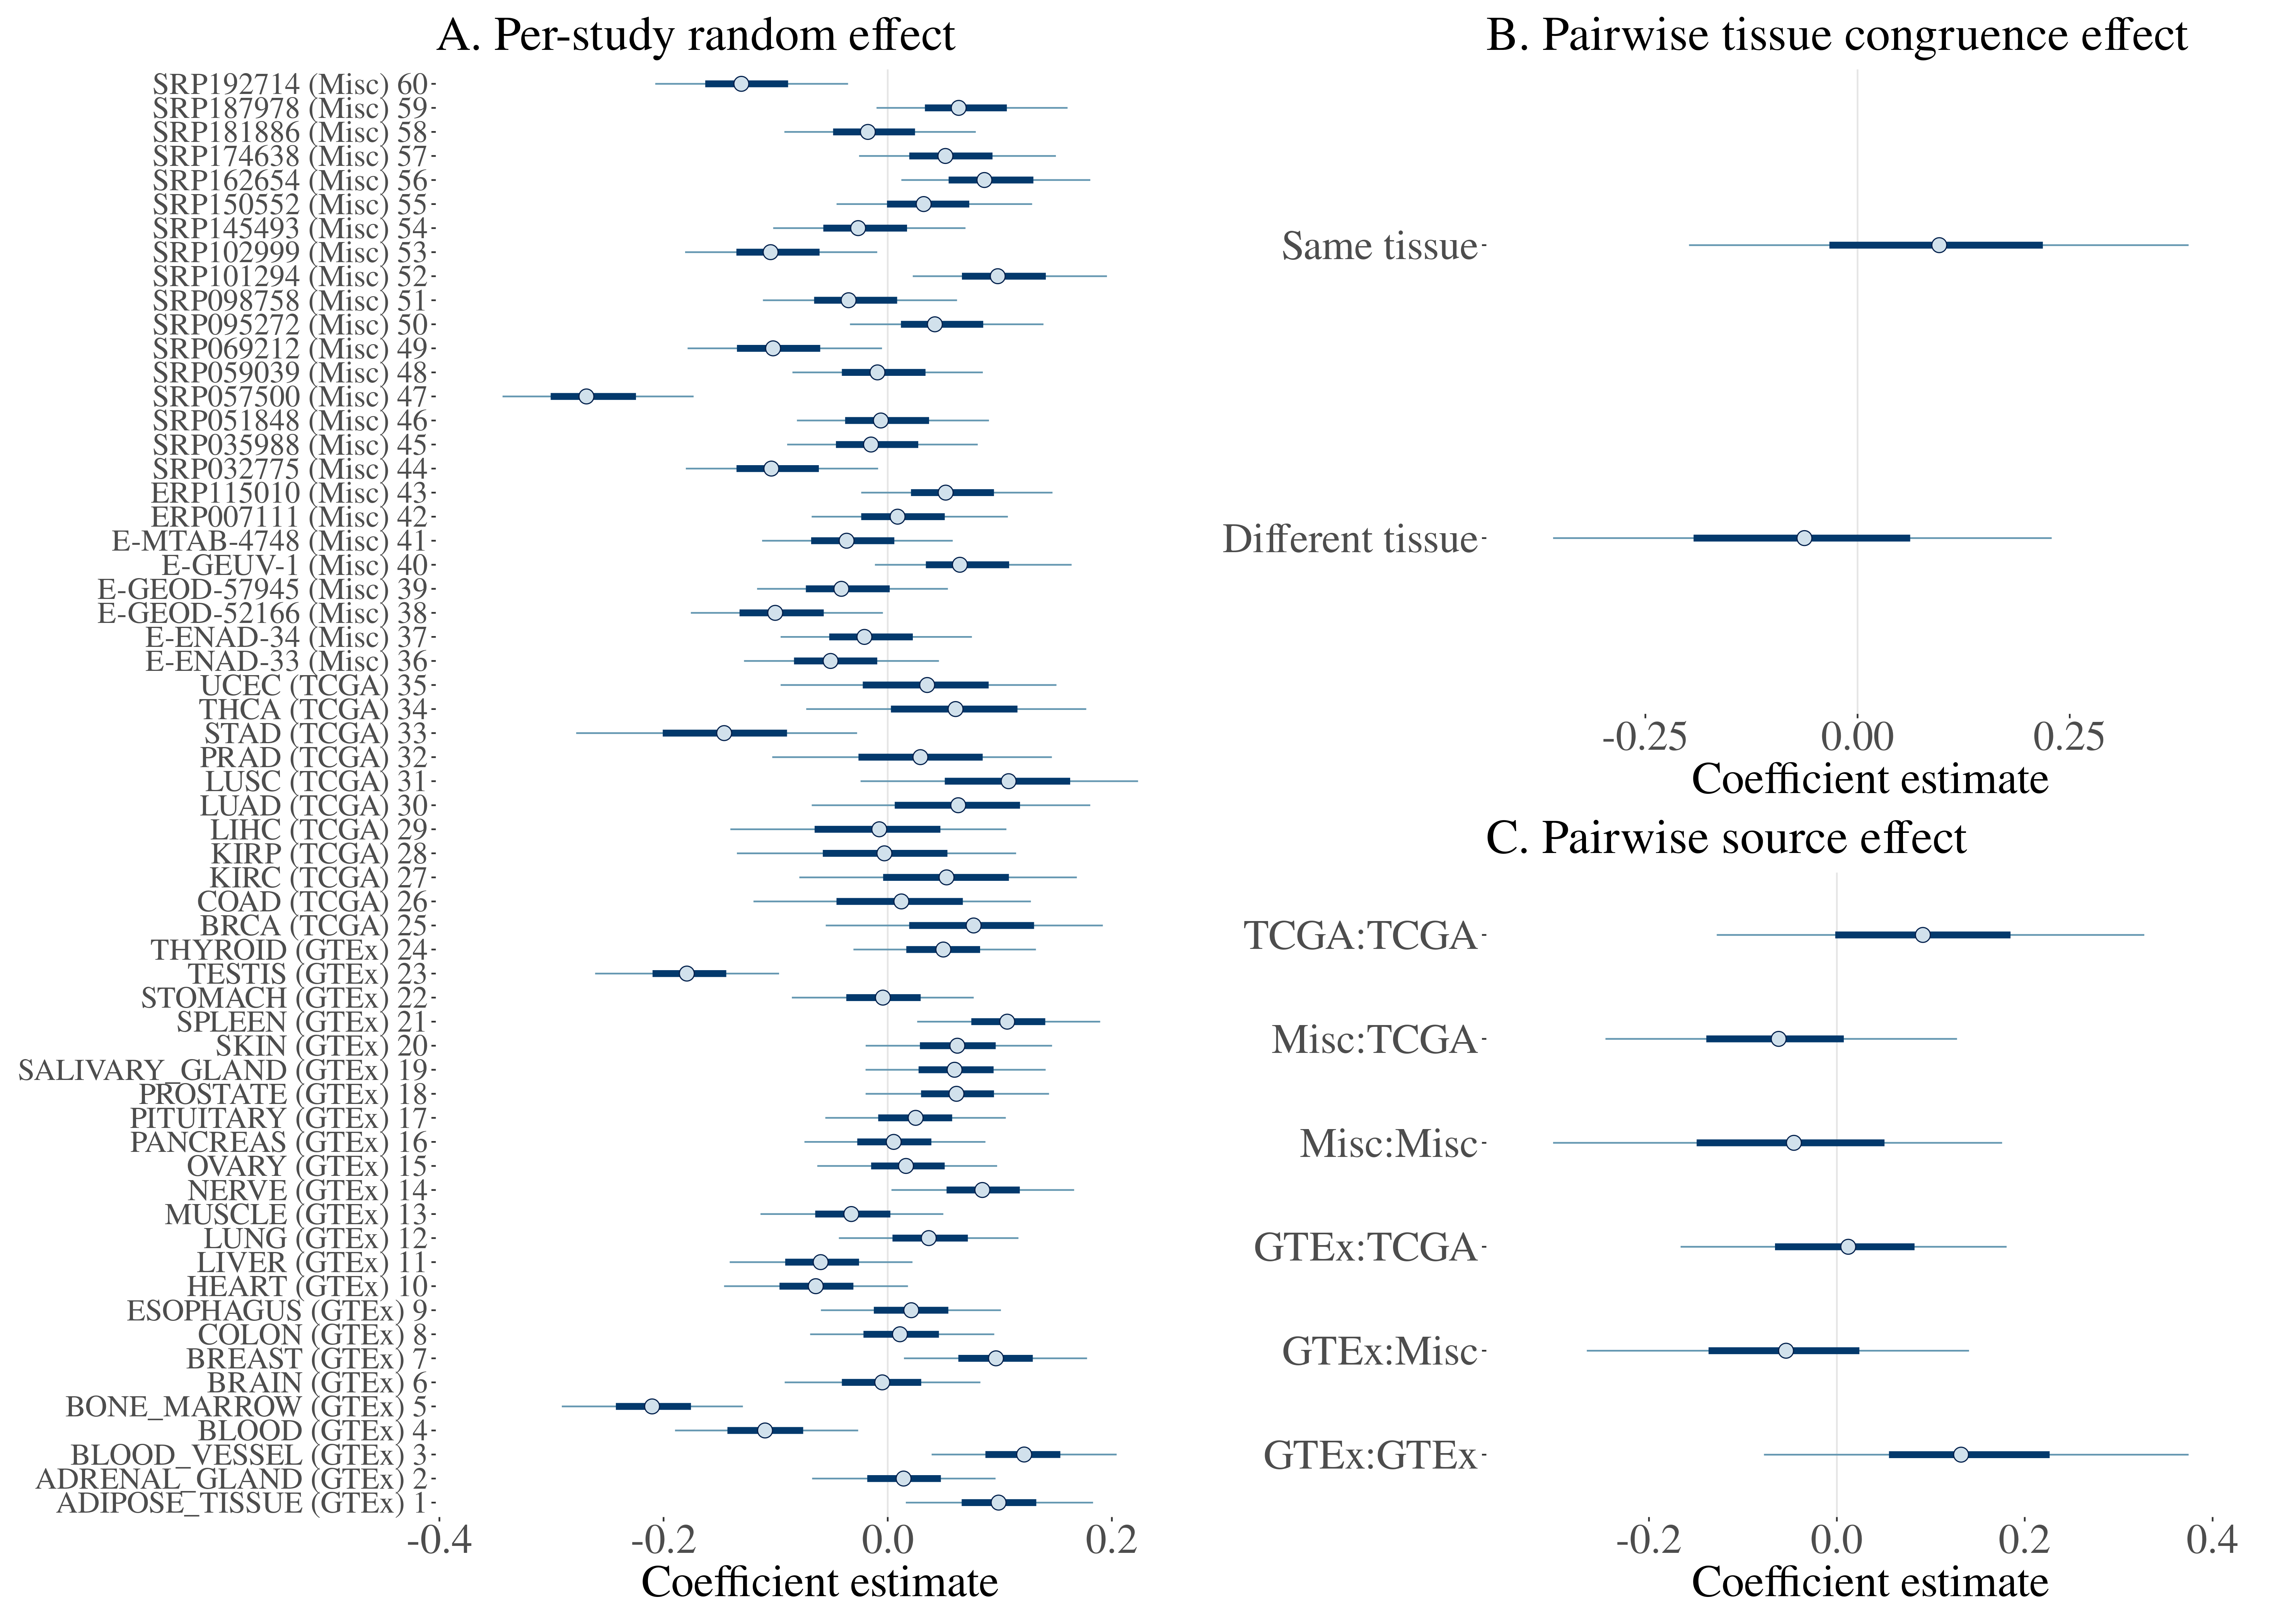 A. Per-study random effect
SRP192714 (Misc) 60
SRP187978 (Misc) 59
SRP181886 (Misc) 58
SRP174638 (Misc) 57
SRP162654 (Misc) 56
SRP150552 (Misc) 55
SRP145493 (Misc) 54
SRP102999 (Misc) 53
SRP101294 (Misc) 52
SRP098758 (Misc) 51
SRP095272 (Misc) 50
SRP069212 (Misc) 49
SRP059039 (Misc) 48
SRP057500 (Misc) 47
SRP051848 (Misc) 46
SRP035988 (Misc) 45
SRP032775 (Misc) 44
ERP115010 (Misc) 43
ERP007111 (Misc) 42
E-MTAB-4748 (Misc) 41
E-GEUV-1 (Misc) 40
E-GEOD-57945 (Misc) 39
E-GEOD-52166 (Misc) 38
E-ENAD-34 (Misc) 37
E-ENAD-33 (Misc) 36
UCEC (TCGA) 35
THCA (TCGA) 34
STAD (TCGA) 33
PRAD (TCGA) 32
LUSC (TCGA) 31
LUAD (TCGA) 30
LIHC (TCGA) 29
KIRP (TCGA) 28
KIRC (TCGA) 27
COAD (TCGA) 26
BRCA (TCGA) 25
THYROID (GTEx) 24
TESTIS (GTEx) 23
STOMACH (GTEx) 22
SPLEEN (GTEx) 21
SKIN (GTEx) 20
SALIVARY_GLAND (GTEx) 19
PROSTATE (GTEx) 18
PITUITARY (GTEx) 17
PANCREAS (GTEx) 16
OVARY (GTEx) 15
NERVE (GTEx) 14
MUSCLE (GTEx) 13
LUNG (GTEx) 12
LIVER (GTEx) 11
HEART (GTEx) 10
ESOPHAGUS (GTEx) 9
COLON (GTEx) 8
BREAST (GTEx) 7
BRAIN (GTEx) 6
BONE_MARROW (GTEx) 5
BLOOD (GTEx) 4
BLOOD_VESSEL (GTEx) 3
ADRENAL_GLAND (GTEx) 2
ADIPOSE_TISSUE (GTEx) 1
-0.4 -0.2 0.0 0.2
Coefficient estimate
B. Pairwise tissue congruence effect
Same tissue
Different tissue
-0.25 0.00 0.25
Coefficient estimate
C. Pairwise source effect
TCGA:TCGA
Misc:TCGA
Misc:Misc
GTEx:TCGA
GTEx:Misc
GTEx:GTEx
-0.2 0.0 0.2 0.4
Coefficient estimate